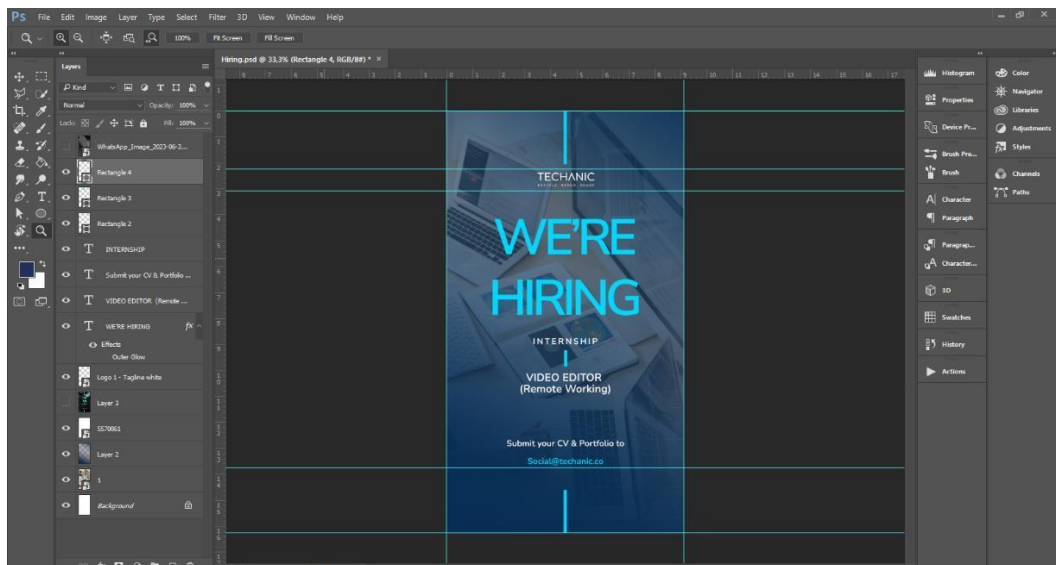 Ps File Edit Image Layer Type Select Filter 3D View Window Help
100% Fit Screen Fill Screen
Hiring.psd @ 33,3% (Rectangle 4, RGB/8#) * ×
Layers
Kind
Normal Opacity: 100%
Lock: Fill: 100%
WhatsApp_Image_2023-06-2...
Rectangle 4
Rectangle 3
Rectangle 2
T INTERNSHIP
T Submit your CV & Portfolio ...
T VIDEO EDITOR (Remote ...
T WE'RE HIRING fx
Effects
Outer Glow
Logo 1 - Tagline white
Layer 3
5570861
Layer 2
1
Background
TECHANIC
WE'RE
HIRING
INTERNSHIP
VIDEO EDITOR
(Remote Working)
Submit your CV & Portfolio to
Social@techanic.co
Histogram
Properties
Device Pr...
Brush Pre...
Brush
Character
Paragraph
Paragrap...
Character...
3D
Swatches
History
Actions
Color
Navigator
Libraries
Adjustments
Styles
Channels
Paths